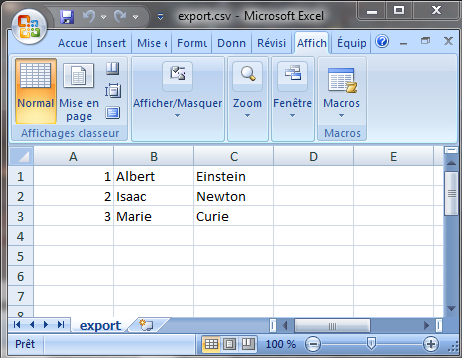 export.csv - Microsoft Excel
Accue Insert Mise e Formu Donn Révisi Affich Équip
Normal Mise en page Afficher/Masquer Zoom Fenêtre Macros
Affichages classeur Macros
A B C D E
1 1 Albert Einstein
2 2 Isaac Newton
3 3 Marie Curie
4
5
6
7
8
export
Prêt 100 %